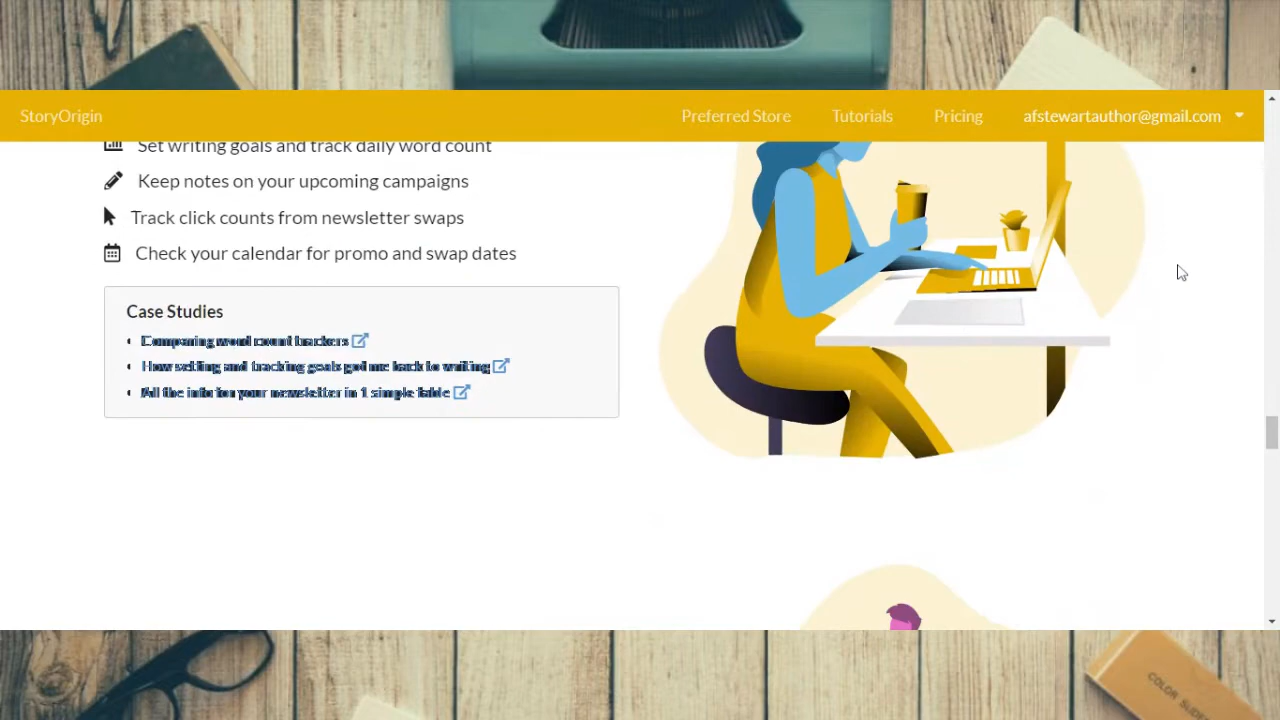 StoryOrigin
Preferred Store
Tutorials
Pricing
afstewartauthor@gmail.com
Set writing goals and track daily word count
Keep notes on your upcoming campaigns
Track click counts from newsletter swaps
Check your calendar for promo and swap dates
Case Studies
Comparing word count trackers
How setting and tracking goals got me back to writing
All the info for your newsletter in 1 simple table
COLOR SLIDE